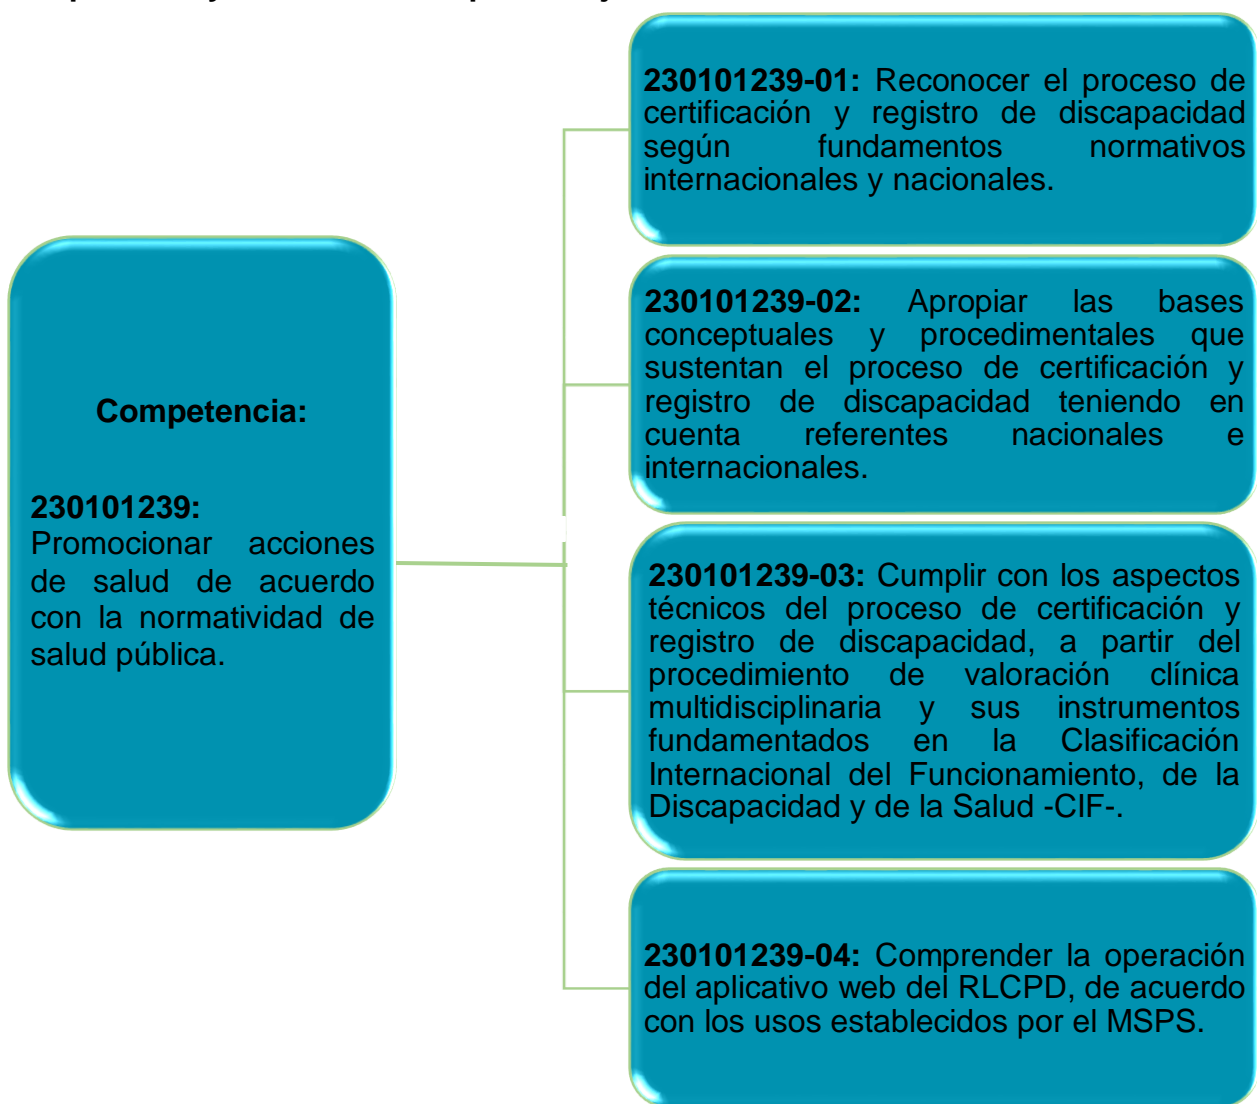 Competencia:
230101239:
Promocionar acciones
de salud de acuerdo
con la normatividad de
salud pública.
230101239-01: Reconocer el proceso de
certificación y registro de discapacidad
según fundamentos normativos
internacionales y nacionales.
230101239-02: Apropiar las bases
conceptuales y procedimentales que
sustentan el proceso de certificación y
registro de discapacidad teniendo en
cuenta referentes nacionales e
internacionales.
230101239-03: Cumplir con los aspectos
técnicos del proceso de certificación y
registro de discapacidad, a partir del
procedimiento de valoración clínica
multidisciplinaria y sus instrumentos
fundamentados en la Clasificación
Internacional del Funcionamiento, de la
Discapacidad y de la Salud -CIF-.
230101239-04: Comprender la operación
del aplicativo web del RLCPD, de acuerdo
con los usos establecidos por el MSPS.